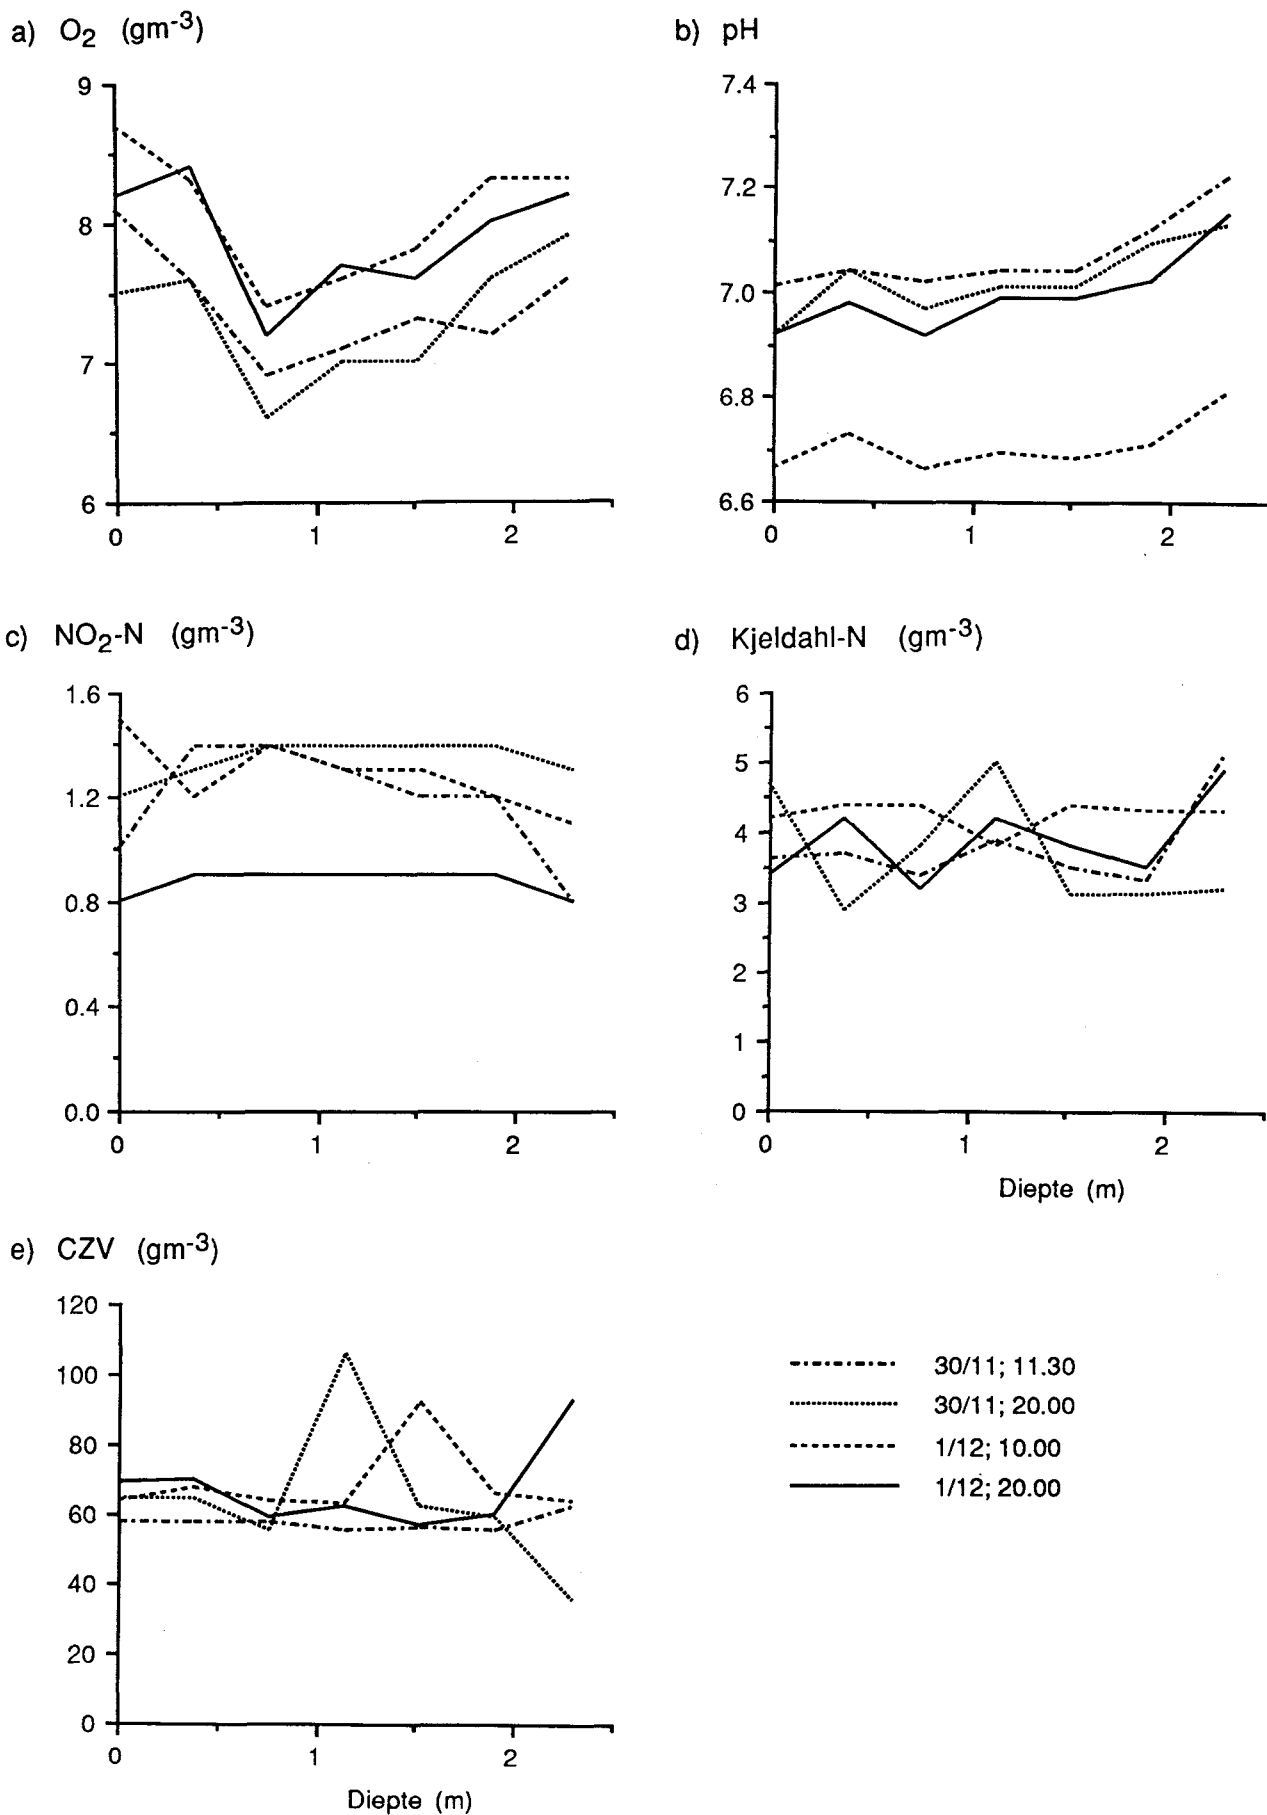 a) O2 (gm-3)
9
8
7
6
0 1 2
b) pH
7.4
7.2
7.0
6.8
6.6
0 1 2
c) NO2-N (gm-3)
1.6
1.2
0.8
0.4
0.0
0 1 2
d) Kjeldahl-N (gm-3)
6
5
4
3
2
1
0
0 1 2
Diepte (m)
e) CZV (gm-3)
120
100
80
60
40
20
0
0 1 2
Diepte (m)
30/11; 11.30
30/11; 20.00
1/12; 10.00
1/12; 20.00